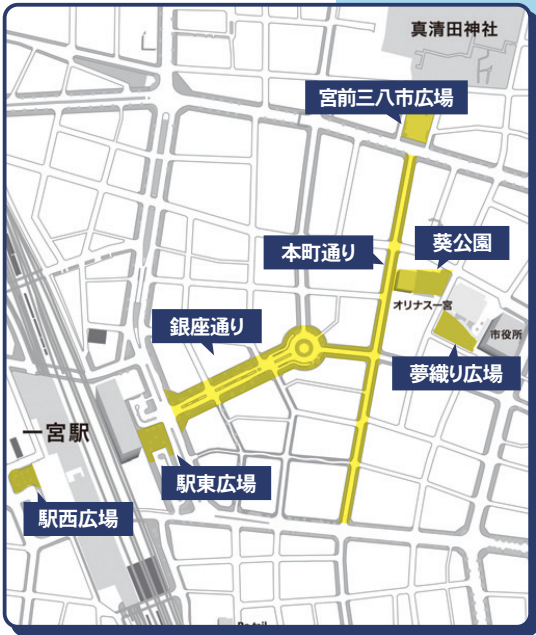 真清田神社
宮前三八市広場
葵公園
本町通り
オリナス一宮
銀座通り
市役所
夢織り広場
一宮駅
駅東広場
駅西広場